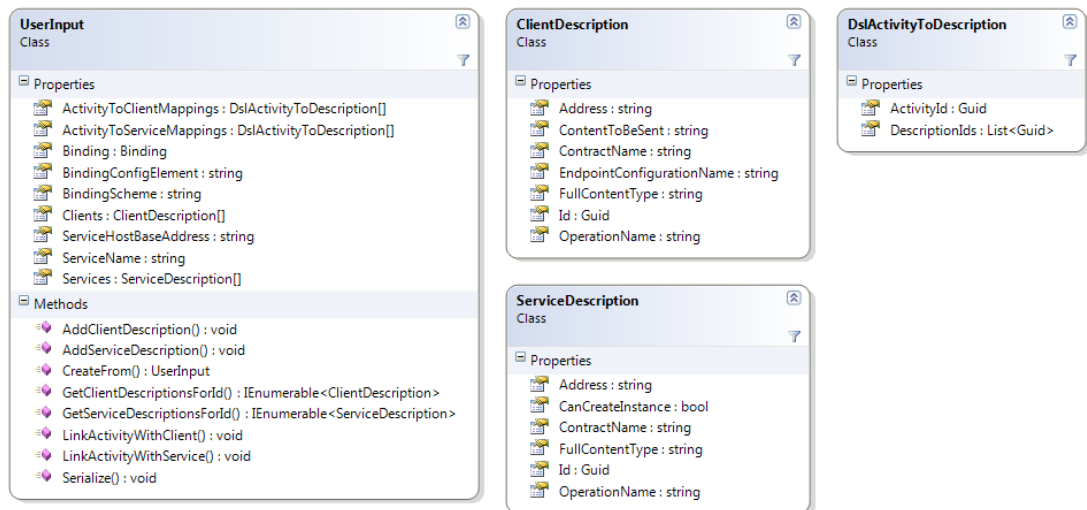 UserInput
Class
Properties
ActivityToClientMappings : DslActivityToDescription[]
ActivityToServiceMappings : DslActivityToDescription[]
Binding : Binding
BindingConfigElement : string
BindingScheme : string
Clients : ClientDescription[]
ServiceHostBaseAddress : string
ServiceName : string
Services : ServiceDescription[]
Methods
AddClientDescription() : void
AddServiceDescription() : void
CreateFrom() : UserInput
GetClientDescriptionsForId() : IEnumerable<ClientDescription>
GetServiceDescriptionsForId() : IEnumerable<ServiceDescription>
LinkActivityWithClient() : void
LinkActivityWithService() : void
Serialize() : void
ClientDescription
Class
Properties
Address : string
ContentToBeSent : string
ContractName : string
EndpointConfigurationName : string
FullContentType : string
Id : Guid
OperationName : string
ServiceDescription
Class
Properties
Address : string
CanCreateInstance : bool
ContractName : string
FullContentType : string
Id : Guid
OperationName : string
DslActivityToDescription
Class
Properties
ActivityId : Guid
DescriptionIds : List<Guid>